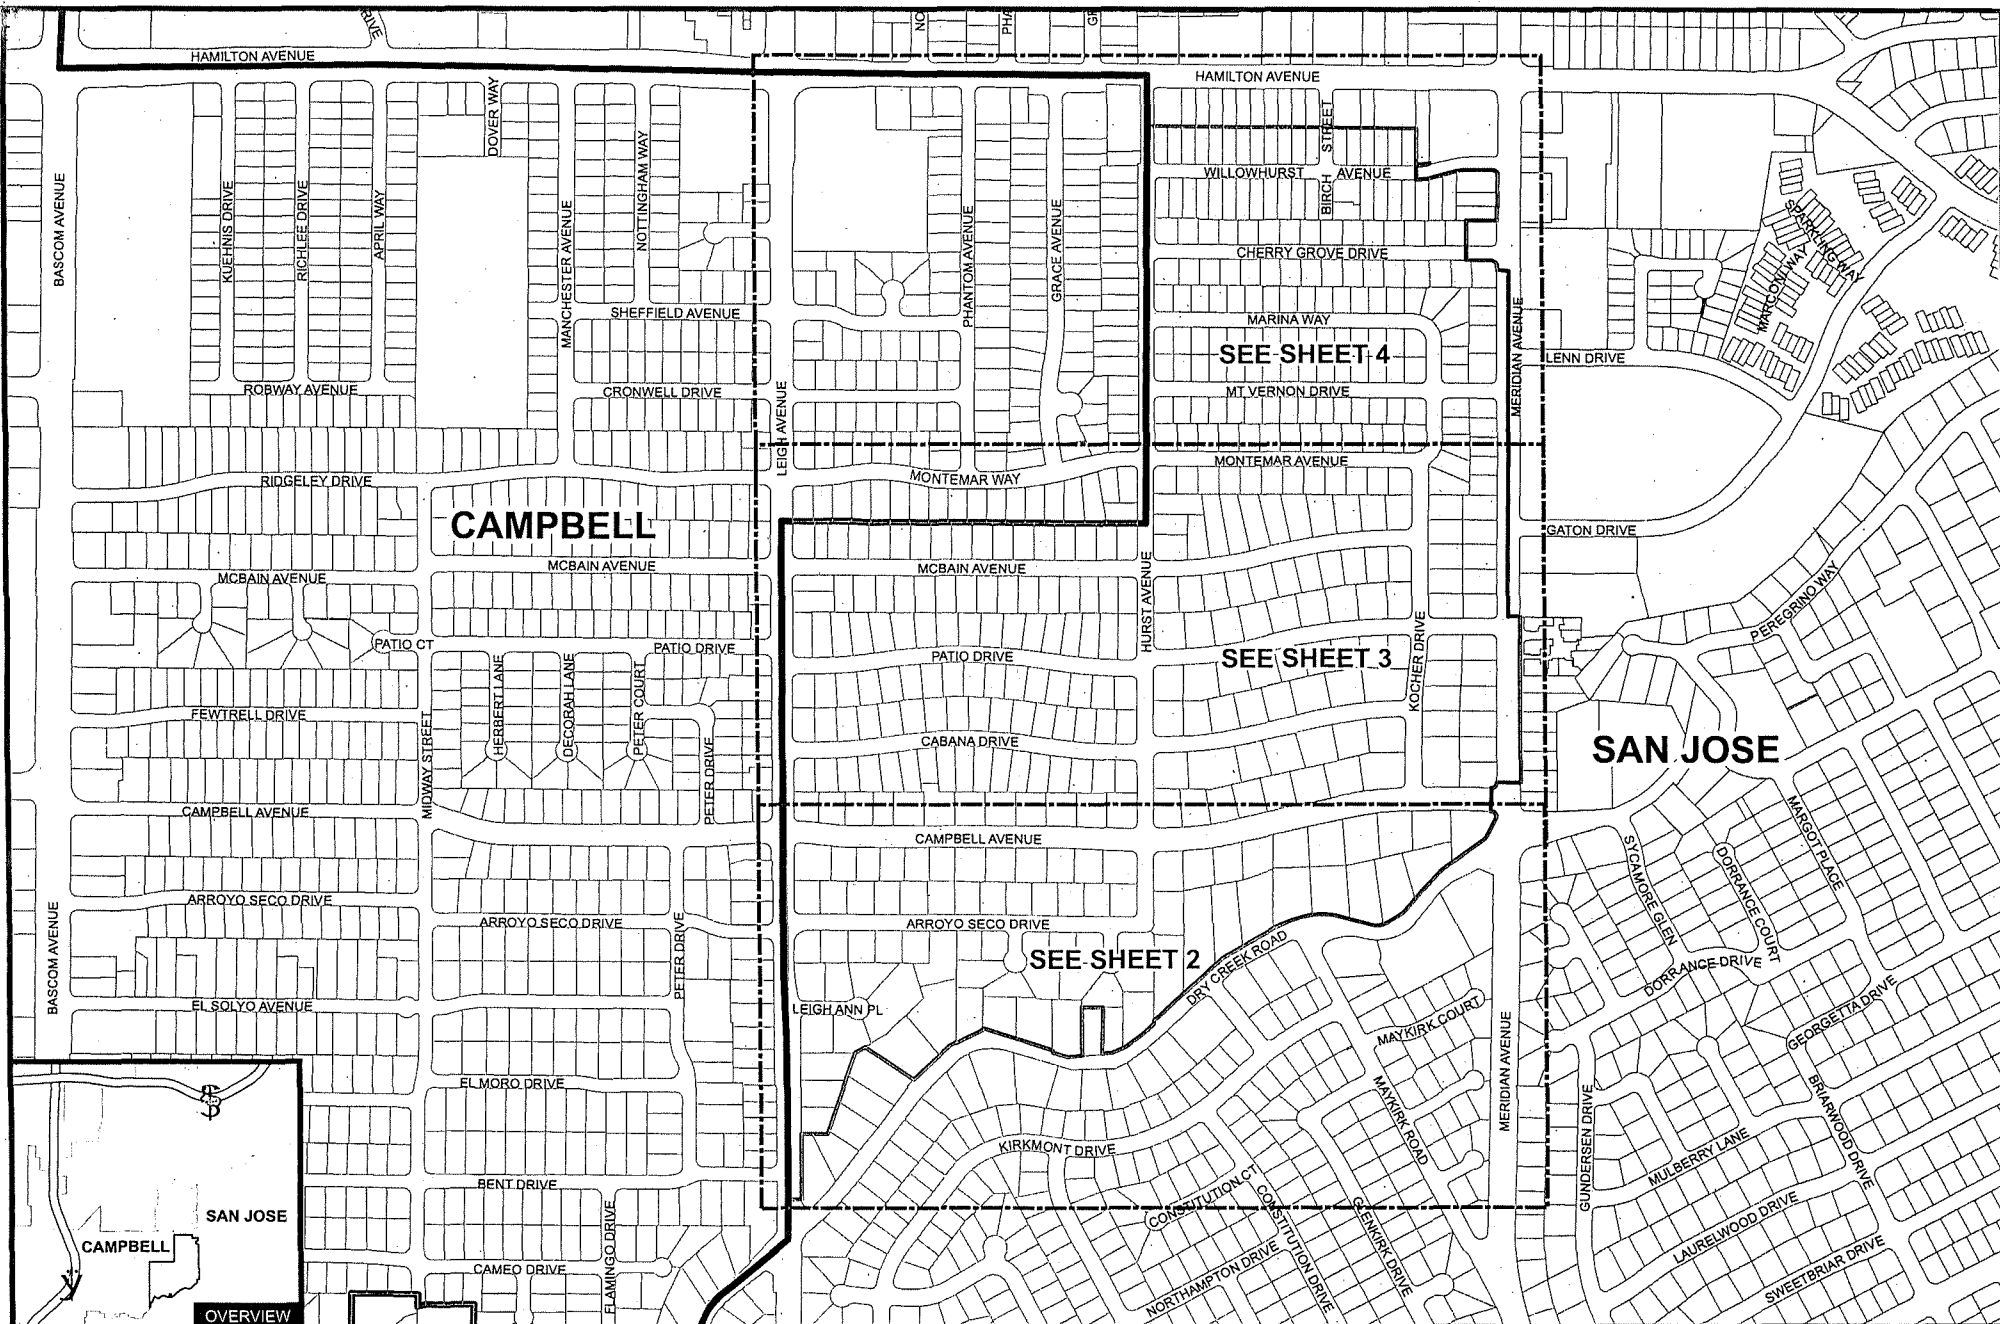 DRIVE
NO
PHA
GR
HAMILTON AVENUE
HAMILTON AVENUE
DOVER WAY
STREET
BASCOM AVENUE
KUEHNIS DRIVE
RICHLEE DRIVE
APRIL WAY
MANCHESTER AVENUE
NOTTINGHAM WAY
PHANTOM AVENUE
GRACE AVENUE
WILLOWHURST AVENUE
BIRCH
CHERRY GROVE DRIVE
SPARKLING WAY
MARCONI WAY
SHEFFIELD AVENUE
MARINA WAY
SEE SHEET 4
MERIDIAN AVENUE
LENN DRIVE
ROBWAY AVENUE
CRONWELL DRIVE
LEIGH AVENUE
MT VERNON DRIVE
RIDGELEY DRIVE
MONTEMAR WAY
MONTEMAR AVENUE
CAMPBELL
GATON DRIVE
MCBAIN AVENUE
MCBAIN AVENUE
MCBAIN AVENUE
HURST AVENUE
PEREGRINO WAY
PATIO CT
PATIO DRIVE
PATIO DRIVE
SEE SHEET 3
KOCHER DRIVE
HERBERT LANE
DECORAH LANE
PETER COURT
FEWTRELL DRIVE
MIDWAY STREET
PETER DRIVE
CABANA DRIVE
SAN JOSE
CAMPBELL AVENUE
CAMPBELL AVENUE
MARGOT PLACE
SYCAMORE GLEN
DORRANCE COURT
ARROYO SECO DRIVE
ARROYO SECO DRIVE
ARROYO SECO DRIVE
BASCOM AVENUE
PETER DRIVE
SEE SHEET 2
DRY CREEK ROAD
DORRANCE DRIVE
EL SOLYO AVENUE
LEIGH ANN PL
MAYKIRK COURT
GEORGETTA DRIVE
MERIDIAN AVENUE
EL MORO DRIVE
MAYKIRK ROAD
GUNDERSEN DRIVE
BRIARWOOD DRIVE
KIRKMONT DRIVE
MULBERRY LANE
BENT DRIVE
CONSTITUTION CT
CONSTITUTION DRIVE
GLENKIRK DRIVE
LAURELWOOD DRIVE
SAN JOSE
CAMPBELL
FLAMINGO DRIVE
CAMEO DRIVE
NORTHAMPTON DRIVE
SWEETBRIAR DRIVE
OVERVIEW